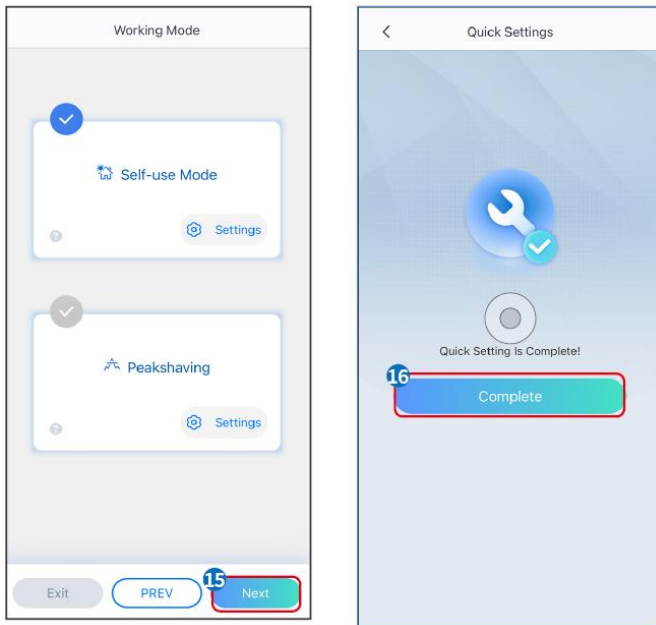 Working Mode
Self-use Mode
?
Settings
Peakshaving
?
Settings
Exit
PREV
15
Next
Quick Settings
Quick Setting Is Complete!
16
Complete